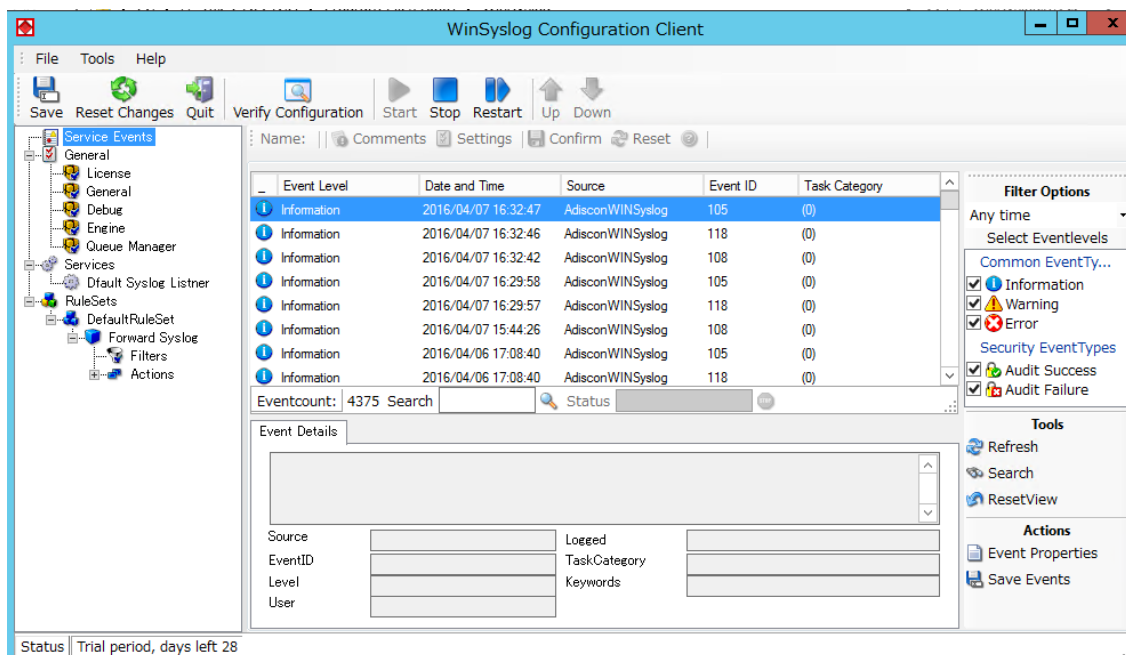 WinSyslog Configuration Client
File Tools Help
Save Reset Changes Quit Verify Configuration Start Stop Restart Up Down
Service Events
General
License
General
Debug
Engine
Queue Manager
Services
Dfault Syslog Listner
RuleSets
DefaultRuleSet
Forward Syslog
Filters
Actions
Name: Comments Settings Confirm Reset
_ Event Level Date and Time Source Event ID Task Category
Information 2016/04/07 16:32:47 AdisconWINSyslog 105 (0)
Information 2016/04/07 16:32:46 AdisconWINSyslog 118 (0)
Information 2016/04/07 16:32:42 AdisconWINSyslog 108 (0)
Information 2016/04/07 16:29:58 AdisconWINSyslog 105 (0)
Information 2016/04/07 16:29:57 AdisconWINSyslog 118 (0)
Information 2016/04/07 15:44:26 AdisconWINSyslog 108 (0)
Information 2016/04/06 17:08:40 AdisconWINSyslog 105 (0)
Information 2016/04/06 17:08:40 AdisconWINSyslog 118 (0)
Eventcount: 4375 Search Status
Event Details
Source Logged
EventID TaskCategory
Level Keywords
User
Filter Options
Any time
Select Eventlevels
Common EventTy...
Information
Warning
Error
Security EventTypes
Audit Success
Audit Failure
Tools
Refresh
Search
ResetView
Actions
Event Properties
Save Events
Status Trial period, days left 28